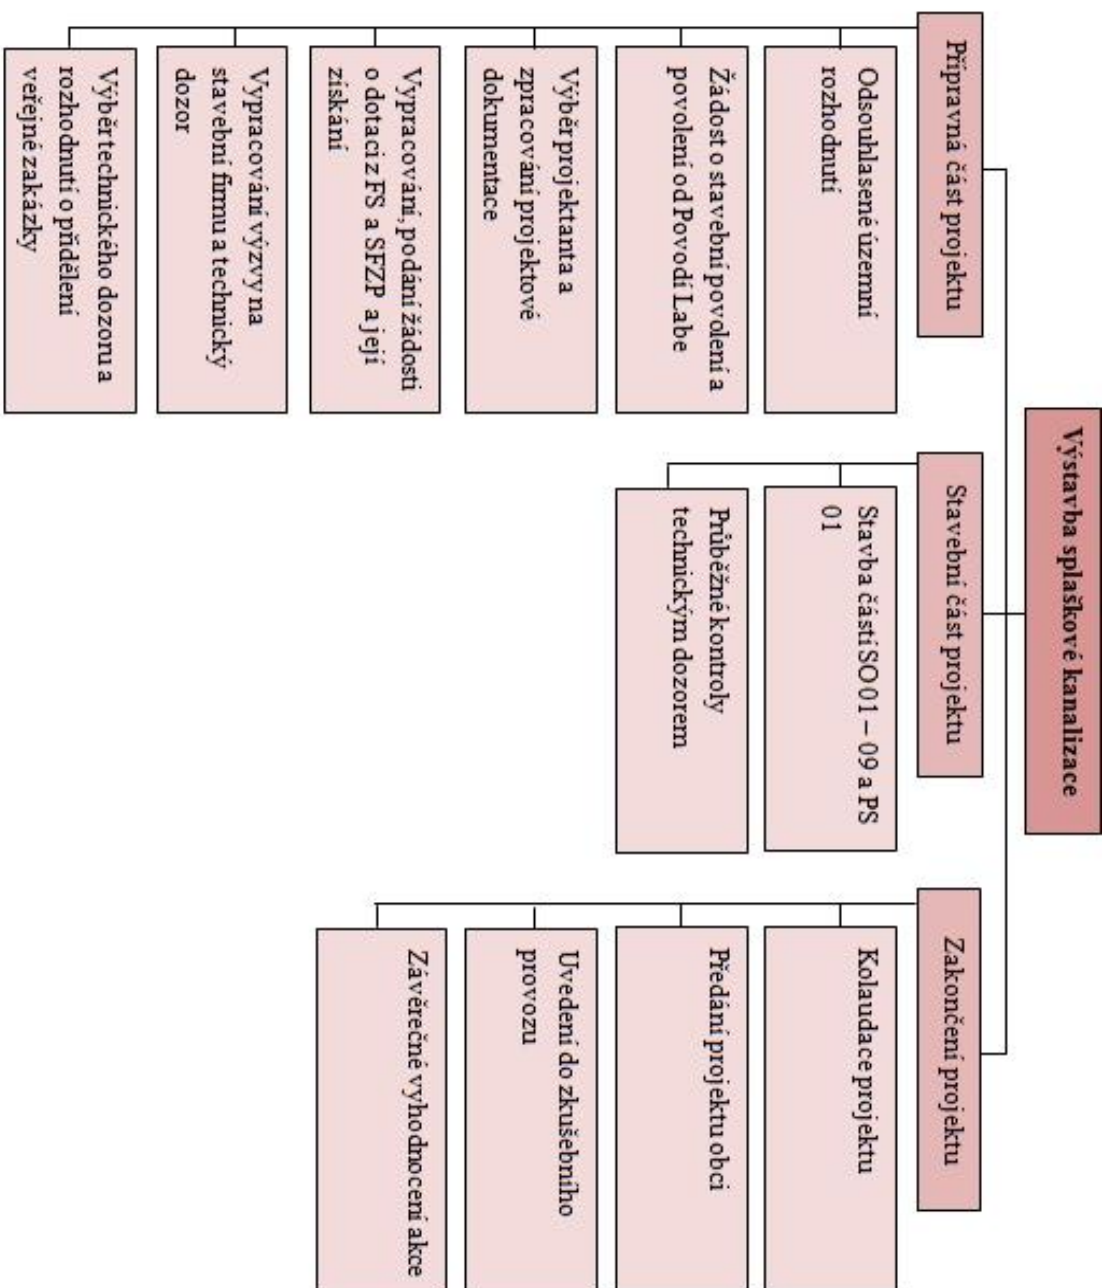 Výstavba splaškové kanalizace
Přípravná část projektu
Odsouhlasené územní
rozhodnutí
Žádost o stavební povolení a
povolení od Povodí Labe
Výběr projektanta a
zpracování projektové
dokumentace
Vypracování, podání žádosti
o dotaci z FS a SFZP a její
získání
Vypracování výzvy na
stavební firmu a technický
dozor
Výběr technického dozoru a
rozhodnutí o přidělení
veřejné zakázky
Stavební část projektu
Stavba částí SO 01 – 09 a PS
01
Průběžné kontroly
technickým dozorem
Zakončení projektu
Kolaudace projektu
Předání projektu obci
Uvedení do zkušebního
provozu
Závěrečné vyhodnocení akce